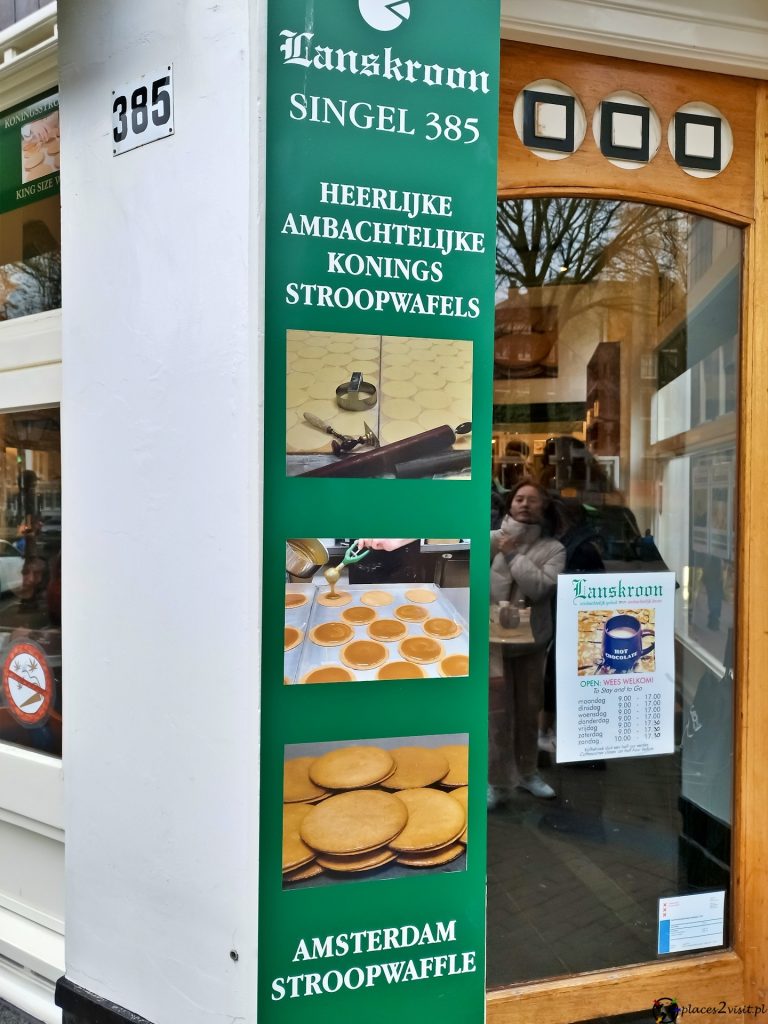 Lanskroon
SINGEL 385
385
HEERLIJKE
AMBACHTELIJKE
KONINGS
STROOPWAFELS
AMSTERDAM
STROOPWAFFLE
KING SIZE
Lanskroon
HOT
CHOCOLATE
OPEN: WEES WELKOM!
To Stay and to Go
maandag 9.00 - 17.00
dinsdag 9.00 - 17.00
woensdag 9.00 - 17.00
donderdag 9.00 - 17.00
vrijdag 9.00 - 17.30
zaterdag 9.00 - 17.30
zondag 10.00 - 17.30
places2visit.pl